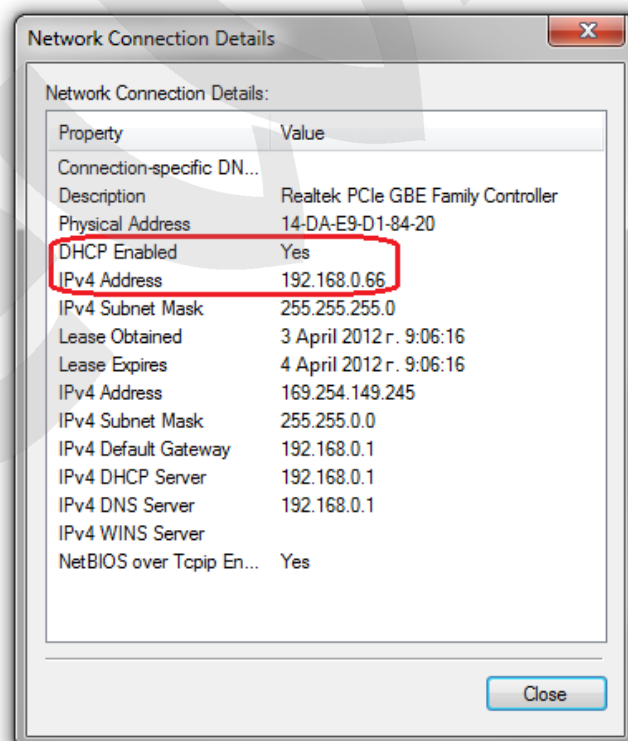 Network Connection Details
Network Connection Details:
Property Value
Connection-specific DN...
Description Realtek PCIe GBE Family Controller
Physical Address 14-DA-E9-D1-84-20
DHCP Enabled Yes
IPv4 Address 192.168.0.66
IPv4 Subnet Mask 255.255.255.0
Lease Obtained 3 April 2012 г. 9:06:16
Lease Expires 4 April 2012 г. 9:06:16
IPv4 Address 169.254.149.245
IPv4 Subnet Mask 255.255.0.0
IPv4 Default Gateway 192.168.0.1
IPv4 DHCP Server 192.168.0.1
IPv4 DNS Server 192.168.0.1
IPv4 WINS Server
NetBIOS over Tcpip En... Yes
Close